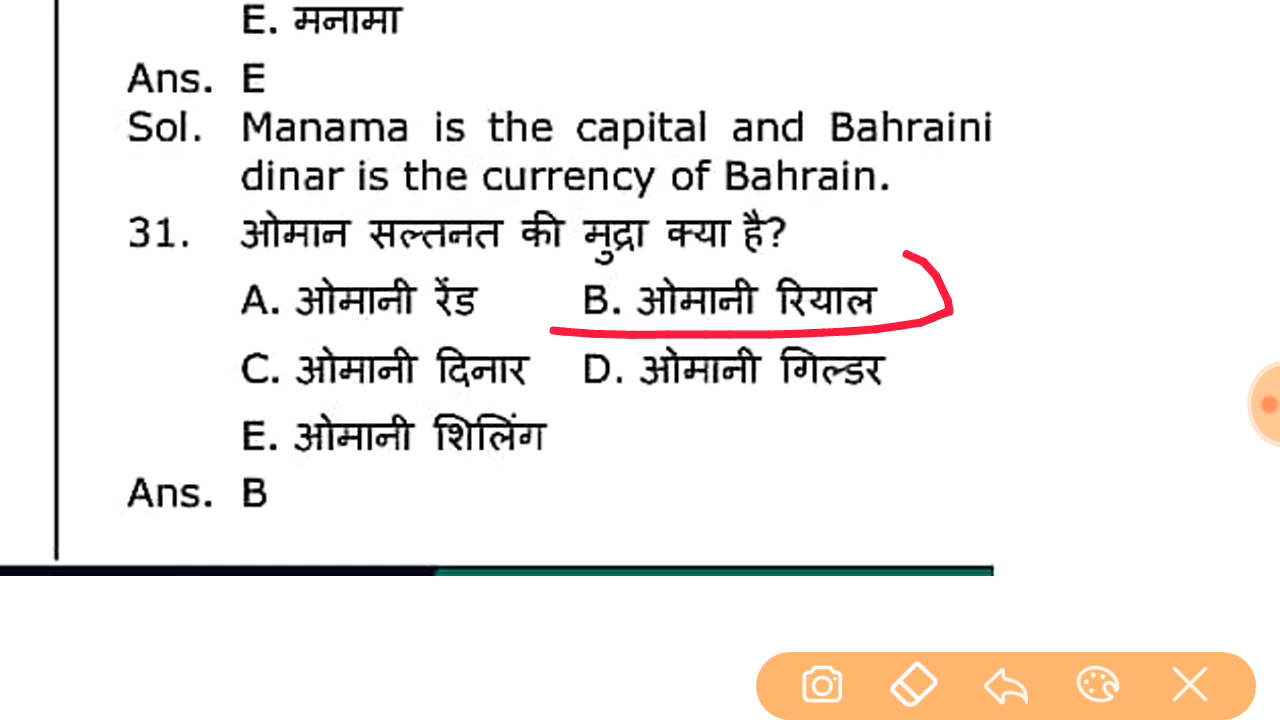 E. मनामा
Ans. E
Sol. Manama is the capital and Bahraini
dinar is the currency of Bahrain.
31. ओमान सल्तनत की मुद्रा क्या है?
A. ओमानी रेंड B. ओमानी रियाल
C. ओमानी दिनार D. ओमानी गिल्डर
E. ओमानी शिलिंग
Ans. B